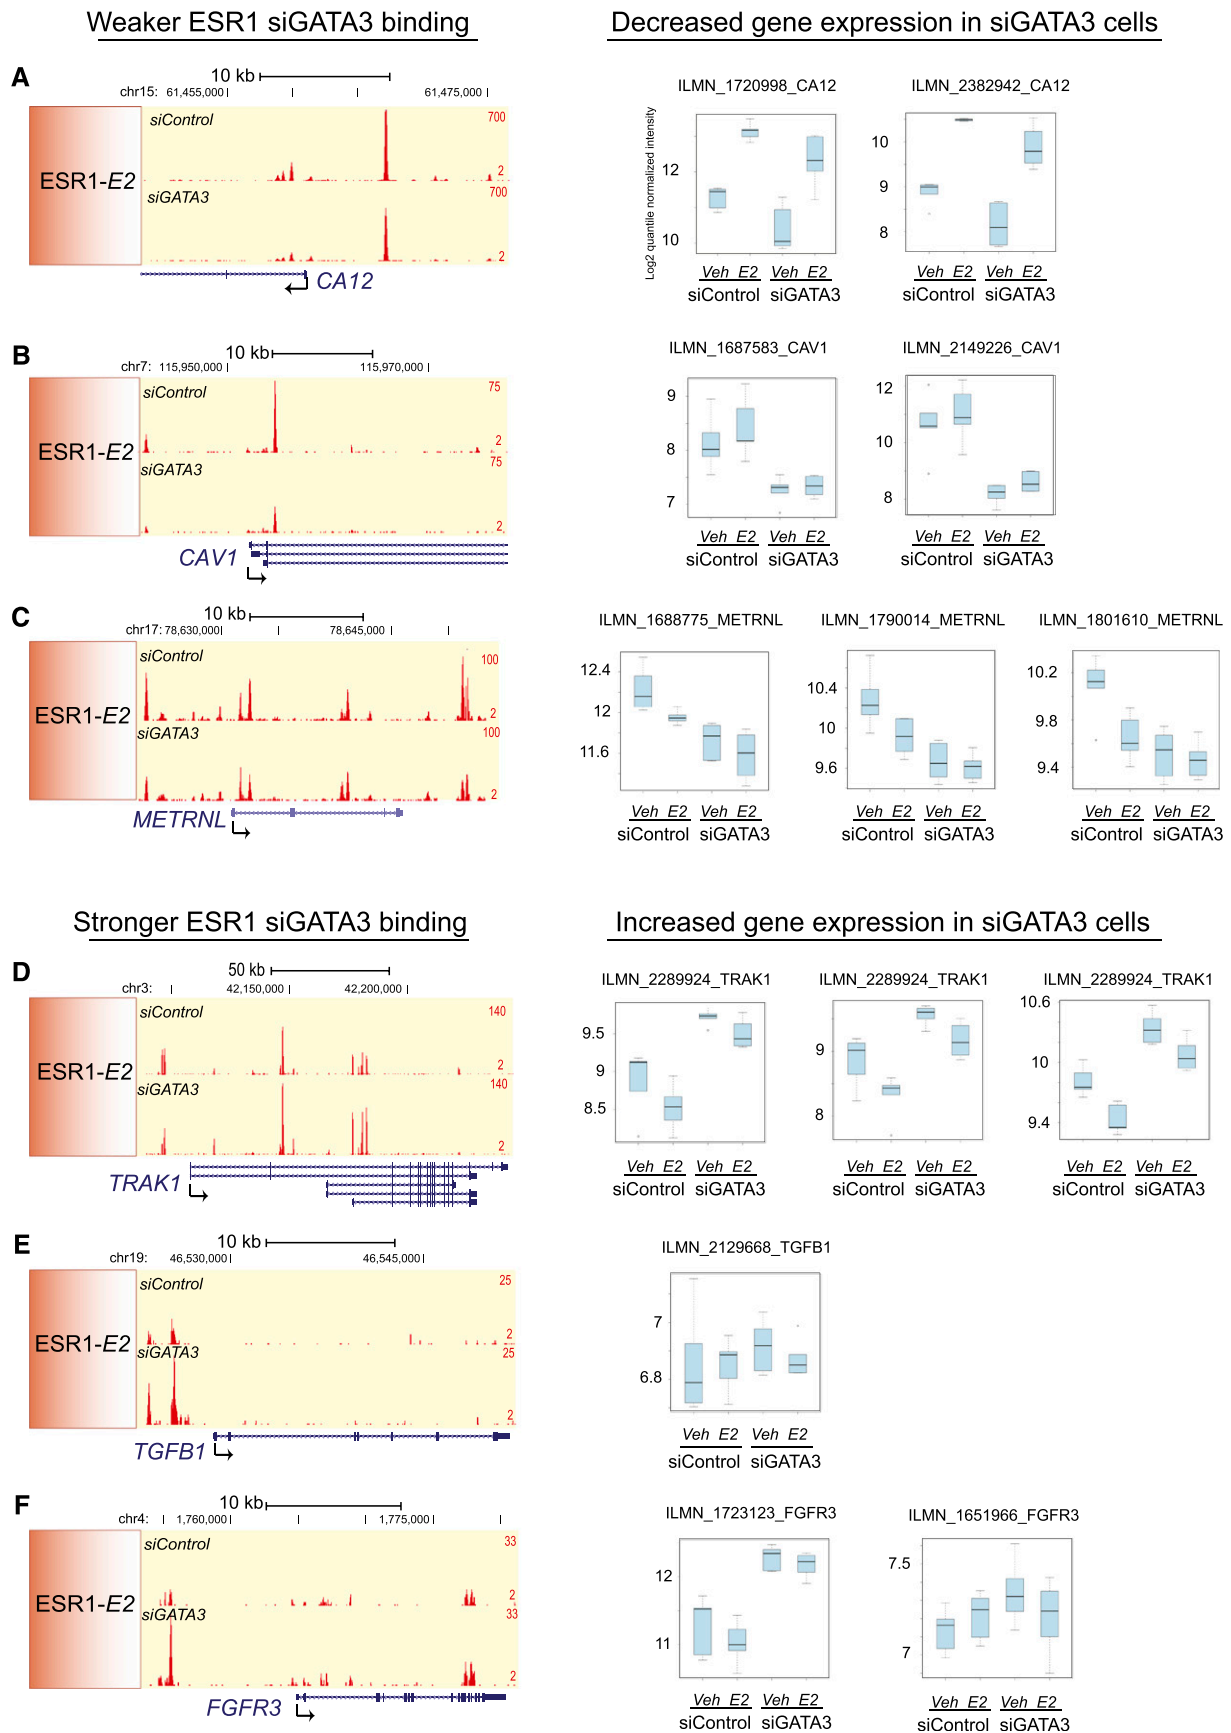 Weaker ESR1 siGATA3 binding
Decreased gene expression in siGATA3 cells
A
10 kb
chr15: 61,455,000 61,475,000
siControl
700
2
ESR1-E2
siGATA3
700
2
CA12
ILMN_1720998_CA12
Log2 quantile normalized intensity
12
10
Veh E2 Veh E2
siControl siGATA3
ILMN_2382942_CA12
10
9
8
Veh E2 Veh E2
siControl siGATA3
B
10 kb
chr7: 115,950,000 115,970,000
siControl
75
2
ESR1-E2
siGATA3
75
2
CAV1
ILMN_1687583_CAV1
9
8
7
Veh E2 Veh E2
siControl siGATA3
ILMN_2149226_CAV1
12
10
8
Veh E2 Veh E2
siControl siGATA3
C
10 kb
chr17: 78,630,000 78,645,000
siControl
100
2
ESR1-E2
siGATA3
100
2
METRNL
ILMN_1688775_METRNL
12.4
12
11.6
Veh E2 Veh E2
siControl siGATA3
ILMN_1790014_METRNL
10.4
10
9.6
Veh E2 Veh E2
siControl siGATA3
ILMN_1801610_METRNL
10.2
9.8
9.4
Veh E2 Veh E2
siControl siGATA3
Stronger ESR1 siGATA3 binding
Increased gene expression in siGATA3 cells
D
50 kb
chr3: 42,150,000 42,200,000
siControl
140
2
ESR1-E2
siGATA3
140
2
TRAK1
ILMN_2289924_TRAK1
9.5
9
8.5
Veh E2 Veh E2
siControl siGATA3
ILMN_2289924_TRAK1
9
8
Veh E2 Veh E2
siControl siGATA3
ILMN_2289924_TRAK1
10.6
10
9.4
Veh E2 Veh E2
siControl siGATA3
E
10 kb
chr19: 46,530,000 46,545,000
siControl
25
2
ESR1-E2
siGATA3
25
2
TGFB1
ILMN_2129668_TGFB1
7
6.8
Veh E2 Veh E2
siControl siGATA3
F
10 kb
chr4: 1,760,000 1,775,000
siControl
33
2
ESR1-E2
siGATA3
33
2
FGFR3
ILMN_1723123_FGFR3
12
11
Veh E2 Veh E2
siControl siGATA3
ILMN_1651966_FGFR3
7.5
7
Veh E2 Veh E2
siControl siGATA3